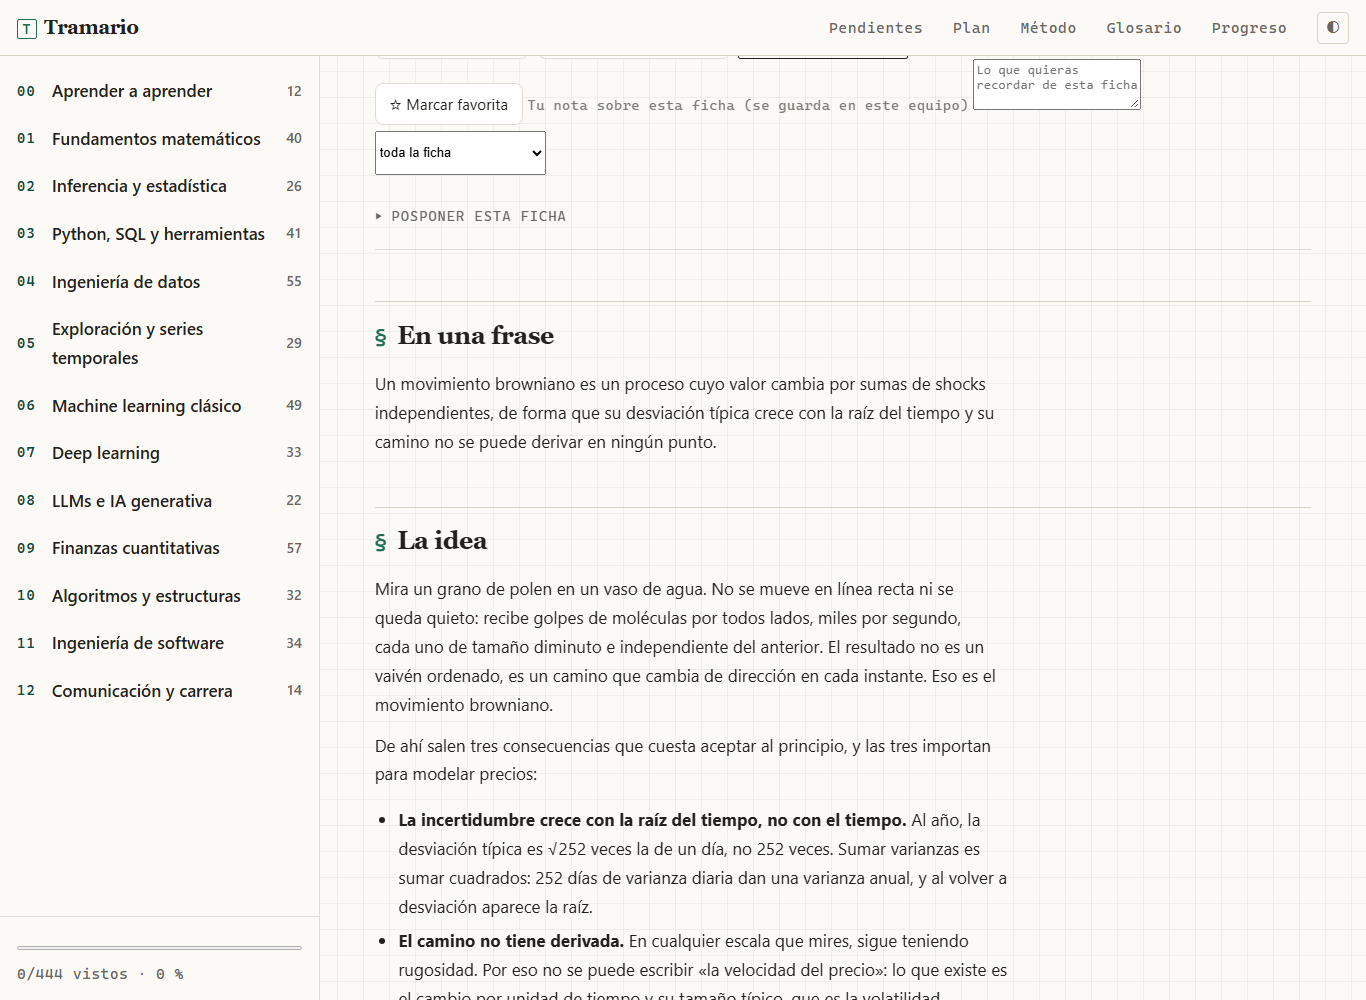 T Tramario
Pendientes Plan Método Glosario Progreso
00 Aprender a aprender 12
01 Fundamentos matemáticos 40
02 Inferencia y estadística 26
03 Python, SQL y herramientas 41
04 Ingeniería de datos 55
05 Exploración y series temporales 29
06 Machine learning clásico 49
07 Deep learning 33
08 LLMs e IA generativa 22
09 Finanzas cuantitativas 57
10 Algoritmos y estructuras 32
11 Ingeniería de software 34
12 Comunicación y carrera 14
0/444 vistos · 0 %
☆ Marcar favorita
Tu nota sobre esta ficha (se guarda en este equipo)
Lo que quieras
recordar de esta ficha
toda la ficha
▸ POSPONER ESTA FICHA
§ En una frase
Un movimiento browniano es un proceso cuyo valor cambia por sumas de shocks
independientes, de forma que su desviación típica crece con la raíz del tiempo y su
camino no se puede derivar en ningún punto.
§ La idea
Mira un grano de polen en un vaso de agua. No se mueve en línea recta ni se
queda quieto: recibe golpes de moléculas por todos lados, miles por segundo,
cada uno de tamaño diminuto e independiente del anterior. El resultado no es un
vaivén ordenado, es un camino que cambia de dirección en cada instante. Eso es el
movimiento browniano.
De ahí salen tres consecuencias que cuesta aceptar al principio, y las tres importan
para modelar precios:
• La incertidumbre crece con la raíz del tiempo, no con el tiempo. Al año, la
desviación típica es √252 veces la de un día, no 252 veces. Sumar varianzas es
sumar cuadrados: 252 días de varianza diaria dan una varianza anual, y al volver a
desviación aparece la raíz.
• El camino no tiene derivada. En cualquier escala que mires, sigue teniendo
rugosidad. Por eso no se puede escribir «la velocidad del precio»: lo que existe es
el cambio por unidad de tiempo y su tamaño típico, que es la volatilidad.